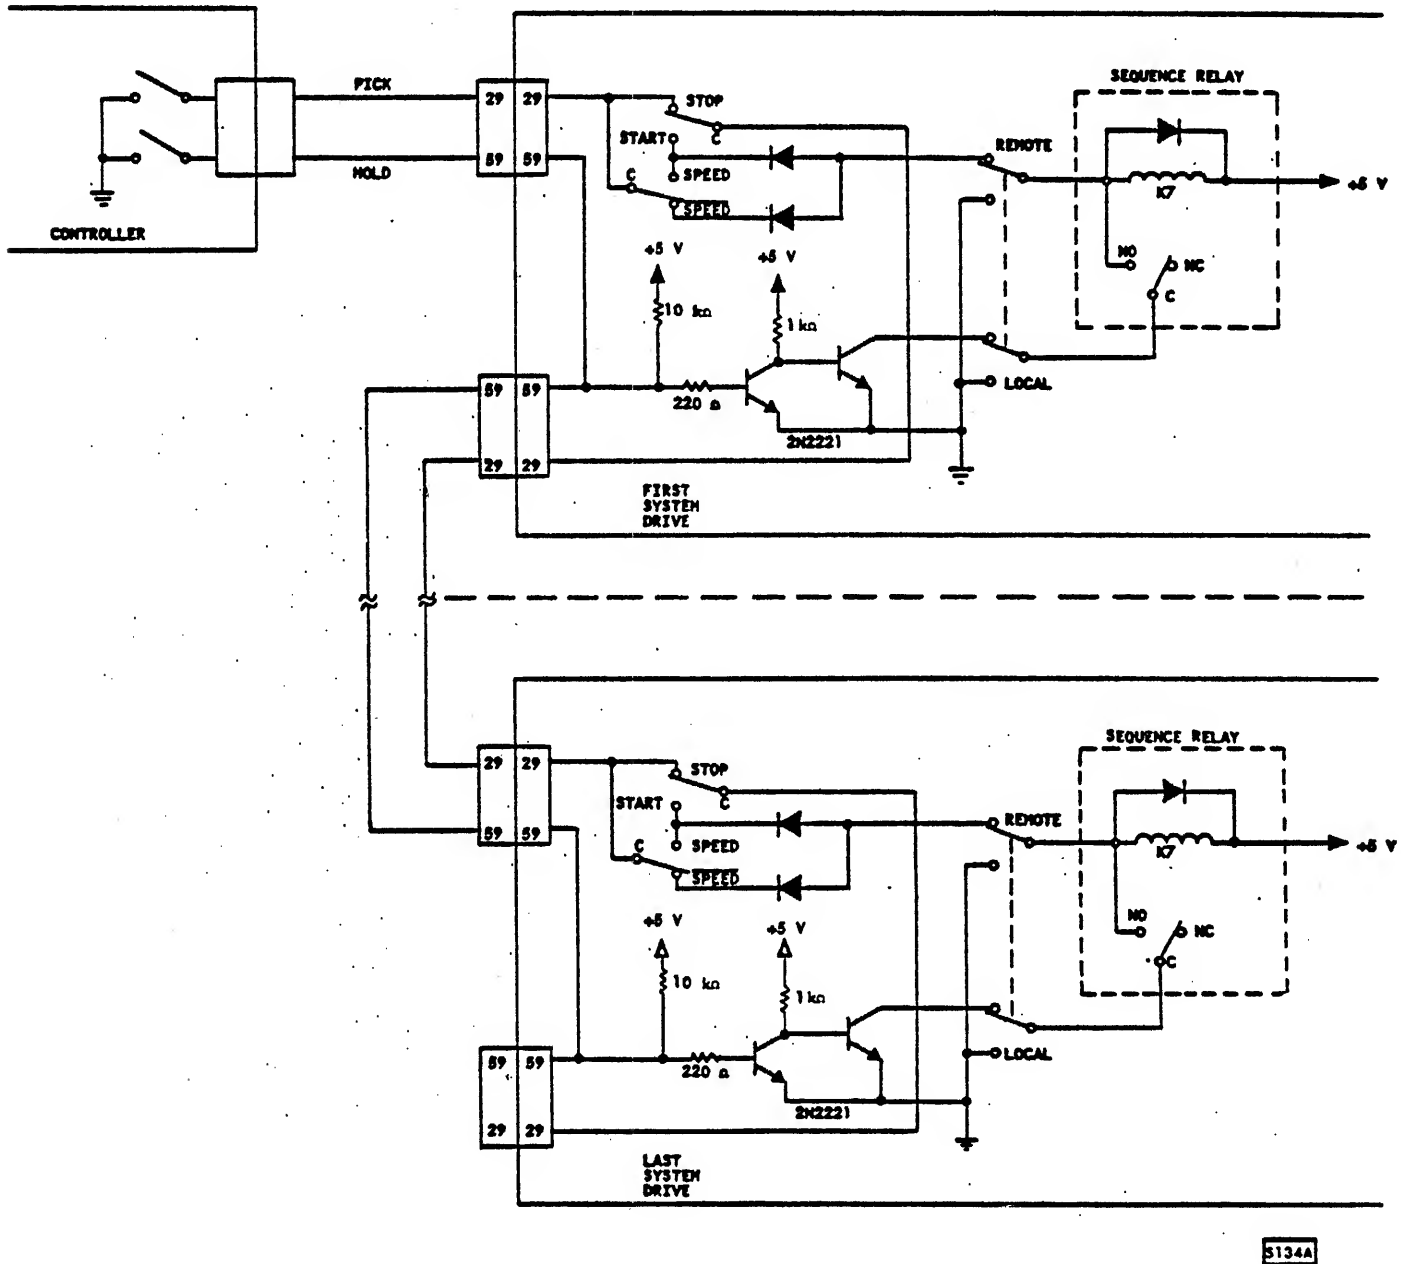 SEQUENCE RELAY
PICK
29 29
STOP
C
START
REMOTE
59 59
HOLD
C
SPEED
SPEED
K7
+5 V
CONTROLLER
+5 V
+5 V
NO
NC
C
10 kΩ
1 kΩ
59 59
220 Ω
LOCAL
2N2221
29 29
FIRST
SYSTEM
DRIVE
SEQUENCE RELAY
29 29
STOP
C
START
REMOTE
59 59
C
SPEED
SPEED
K7
+5 V
+5 V
+5 V
NO
NC
C
10 kΩ
1 kΩ
59 59
220 Ω
LOCAL
2N2221
29 29
LAST
SYSTEM
DRIVE
S134A